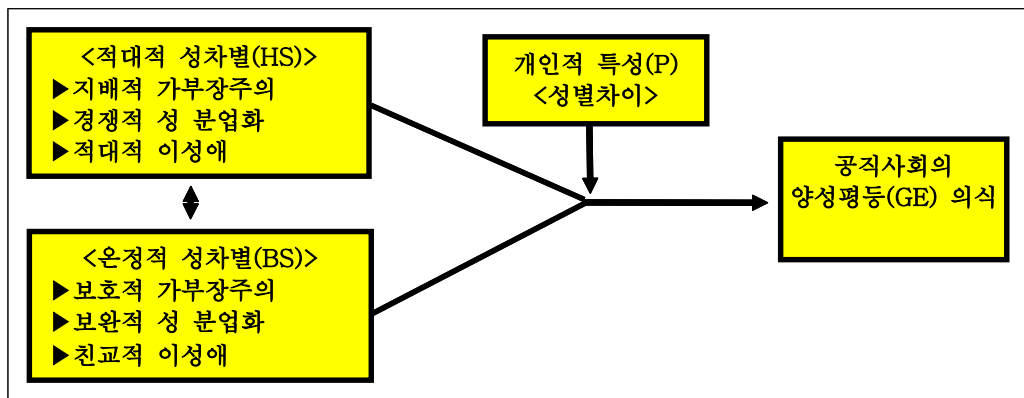 <적대적 성차별(HS)>
▶지배적 가부장주의
▶경쟁적 성 분업화
▶적대적 이성애
개인적 특성(P)
<성별차이>
공직사회의
양성평등(GE) 의식
<온정적 성차별(BS)>
▶보호적 가부장주의
▶보완적 성 분업화
▶친교적 이성애